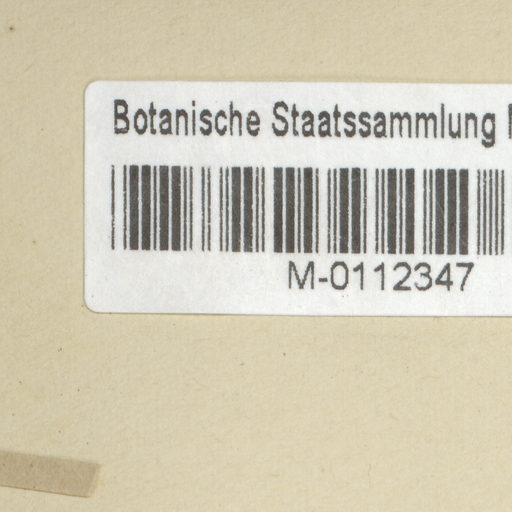 Botanische Staatssammlung
M-0112347